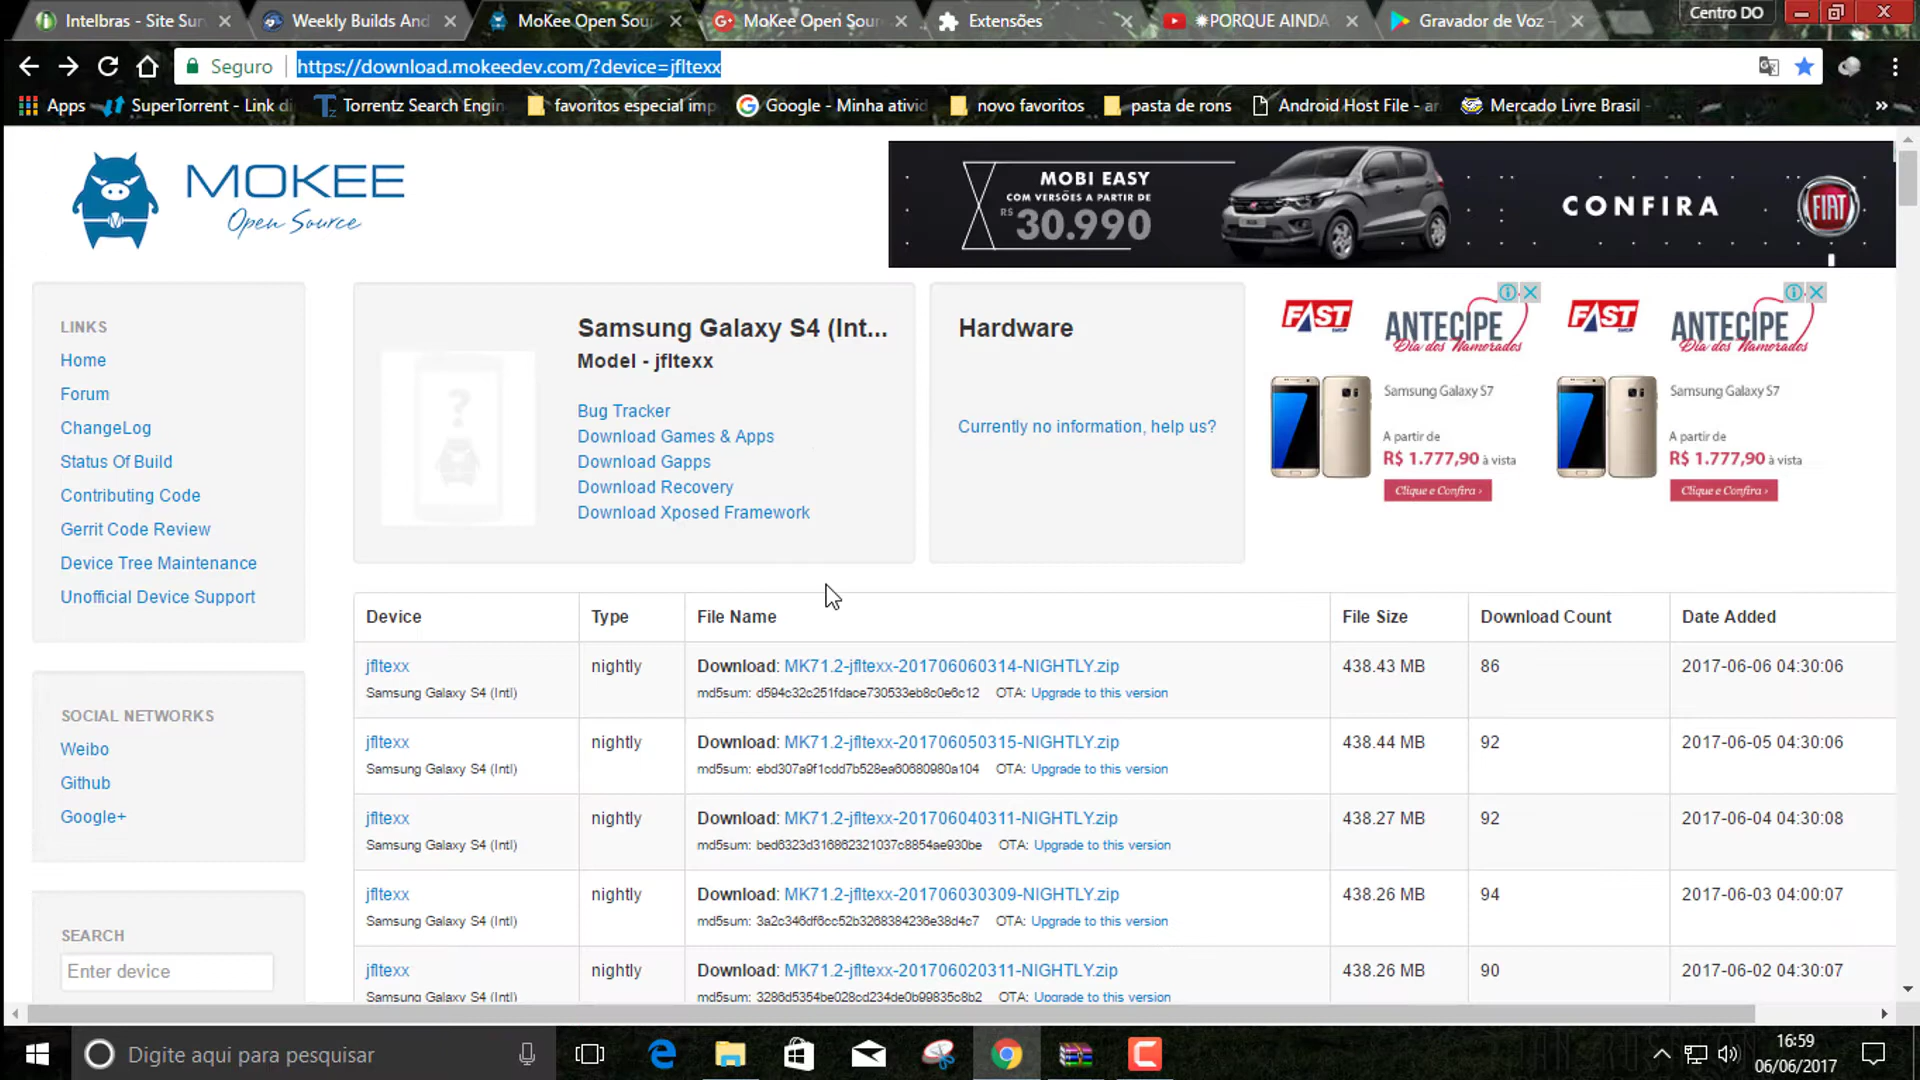 Intelbras - Site Sur
Weekly Builds And
MoKee Open Sou
MoKee Open Sour
Extensões
✷PORQUE AINDA
Gravador de Voz -
Centro DO
Seguro
https://download.mokeedev.com/?device=jfltexx
Apps
SuperTorrent - Link di
Torrentz Search Engin
favoritos especial imp
Google - Minha ativid
novo favoritos
pasta de rons
Android Host File - an
Mercado Livre Brasil
»
MOKEE
Open Source
MOBI EASY
COM VERSÕES A PARTIR DE
R$ 30.990
CONFIRA
FIAT
LINKS
Home
Forum
ChangeLog
Status Of Build
Contributing Code
Gerrit Code Review
Device Tree Maintenance
Unofficial Device Support
Samsung Galaxy S4 (Int...
Model - jfltexx
Bug Tracker
Download Games & Apps
Download Gapps
Download Recovery
Download Xposed Framework
Hardware
Currently no information, help us?
FAST
ANTECIPE
Dia dos Namorados
Samsung Galaxy S7
A partir de
R$ 1.777,90 à vista
Clique e Confira ›
FAST
ANTECIPE
Dia dos Namorados
Samsung Galaxy S7
A partir de
R$ 1.777,90 à vista
Clique e Confira ›
Device Type File Name File Size Download Count Date Added
jfltexx nightly Download: MK71.2-jfltexx-201706060314-NIGHTLY.zip 438.43 MB 86 2017-06-06 04:30:06
Samsung Galaxy S4 (Intl) md5sum: d594c32c251fdace730533eb8c0e6c12 OTA: Upgrade to this version
jfltexx nightly Download: MK71.2-jfltexx-201706050315-NIGHTLY.zip 438.44 MB 92 2017-06-05 04:30:06
Samsung Galaxy S4 (Intl) md5sum: ebd307a9f1cdd7b528ea60680980a104 OTA: Upgrade to this version
jfltexx nightly Download: MK71.2-jfltexx-201706040311-NIGHTLY.zip 438.27 MB 92 2017-06-04 04:30:08
Samsung Galaxy S4 (Intl) md5sum: bed6323d316862321037c8854ae930be OTA: Upgrade to this version
jfltexx nightly Download: MK71.2-jfltexx-201706030309-NIGHTLY.zip 438.26 MB 94 2017-06-03 04:00:07
Samsung Galaxy S4 (Intl) md5sum: 3a2c346df6cc52b3268384236e38d4c7 OTA: Upgrade to this version
jfltexx nightly Download: MK71.2-jfltexx-201706020311-NIGHTLY.zip 438.26 MB 90 2017-06-02 04:30:07
Samsung Galaxy S4 (Intl) md5sum: 3286d5354be028cd234de0b99835c8b2 OTA: Upgrade to this version
SOCIAL NETWORKS
Weibo
Github
Google+
SEARCH
Enter device
Digite aqui para pesquisar
16:59
06/06/2017